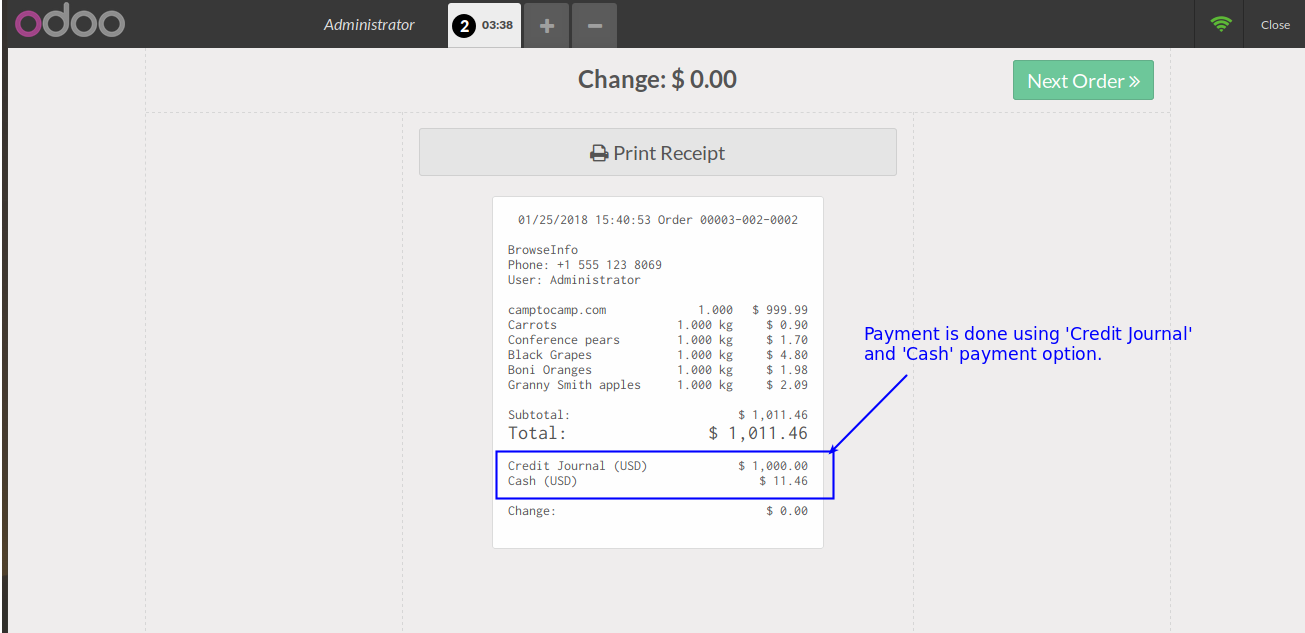 odoo Administrator 2 03:38 + − Close
Change: $ 0.00 Next Order »
Print Receipt
01/25/2018 15:40:53 Order 00003-002-0002
BrowseInfo
Phone: +1 555 123 8069
User: Administrator
camptocamp.com 1.000 $ 999.99
Carrots 1.000 kg $ 0.90
Conference pears 1.000 kg $ 1.70
Black Grapes 1.000 kg $ 4.80
Boni Oranges 1.000 kg $ 1.98
Granny Smith apples 1.000 kg $ 2.09
Subtotal: $ 1,011.46
Total: $ 1,011.46
Credit Journal (USD) $ 1,000.00
Cash (USD) $ 11.46
Change: $ 0.00
Payment is done using 'Credit Journal'
and 'Cash' payment option.